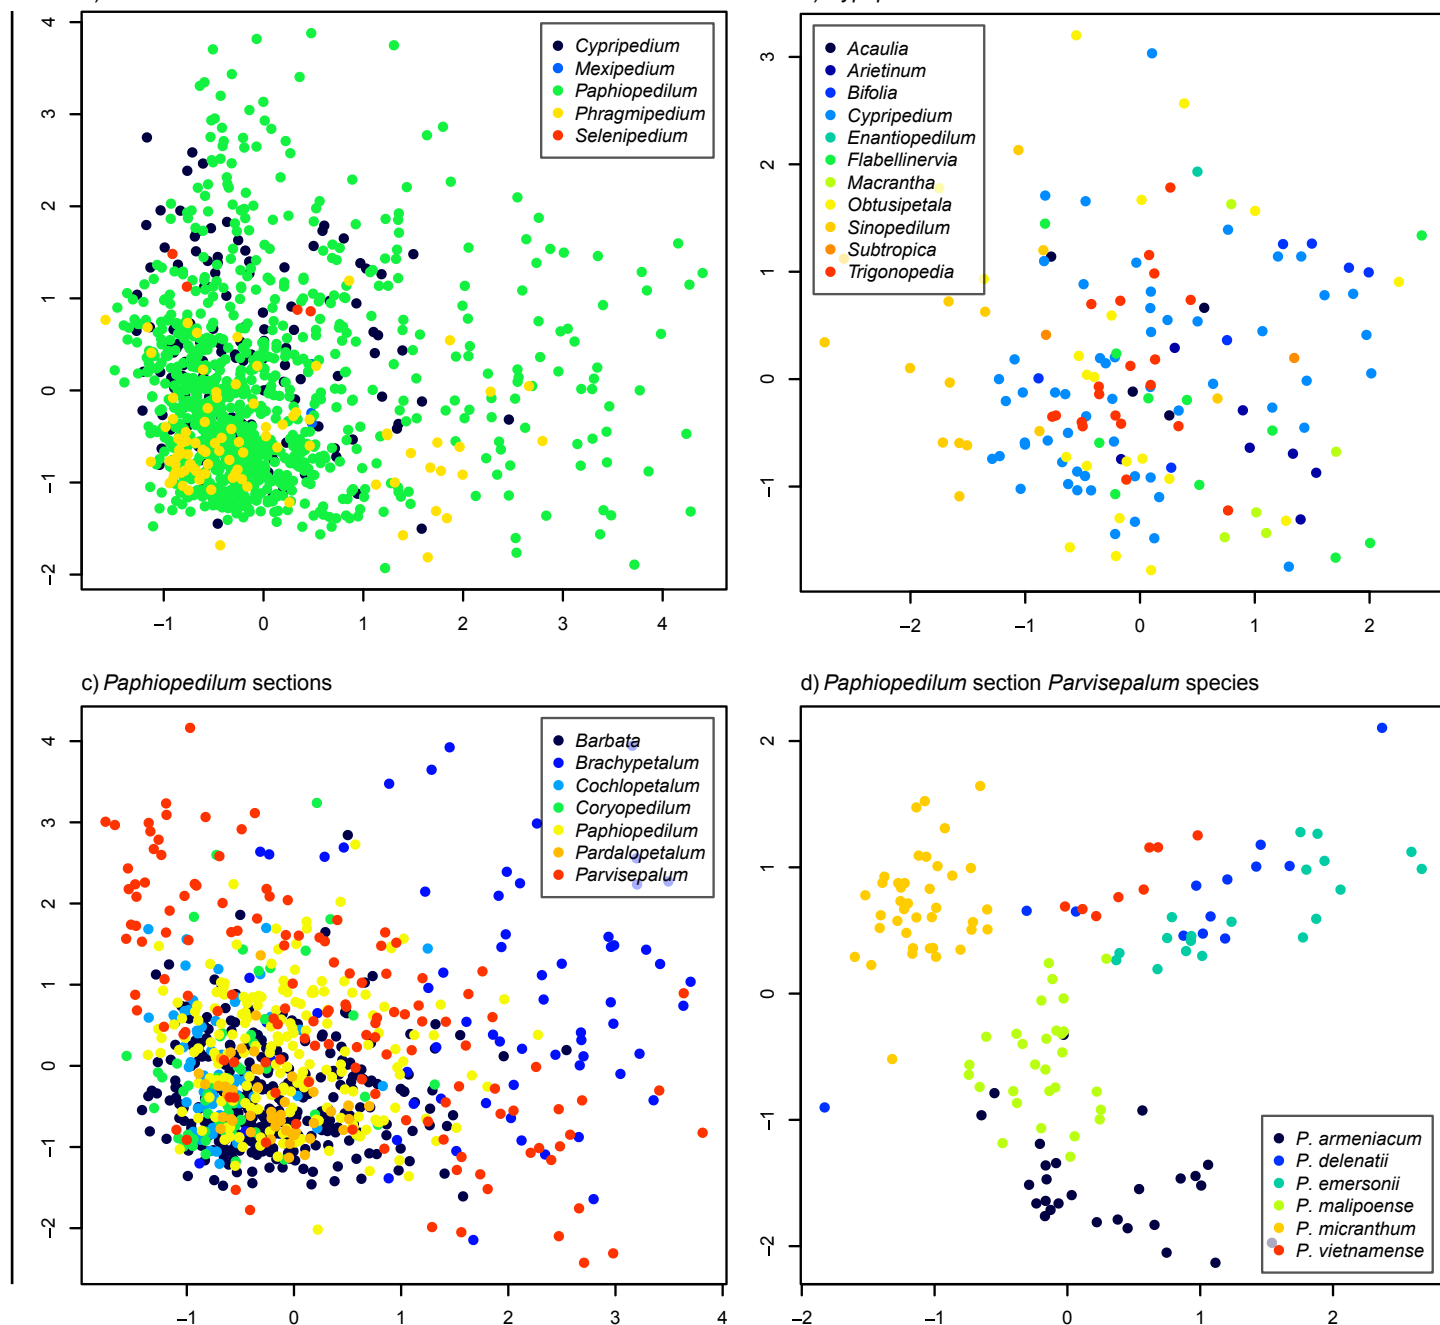 4
3
2
1
0
–1
–2
–1
0
1
2
3
4
Cypripedium
Mexipedium
Paphiopedilum
Phragmipedium
Selenipedium
3
2
1
0
–1
–2
–1
0
1
2
Acaulia
Arietinum
Bifolia
Cypripedium
Enantiopedilum
Flabellinervia
Macrantha
Obtusipetala
Sinopedilum
Subtropica
Trigonopedia
c) Paphiopedilum sections
4
3
2
1
0
–1
–2
–1
0
1
2
3
4
Barbata
Brachypetalum
Cochlopetalum
Coryopedilum
Paphiopedilum
Pardalopetalum
Parvisepalum
d) Paphiopedilum section Parvisepalum species
2
1
0
–1
–2
–2
–1
0
1
2
P. armeniacum
P. delenatii
P. emersonii
P. malipoense
P. micranthum
P. vietnamense